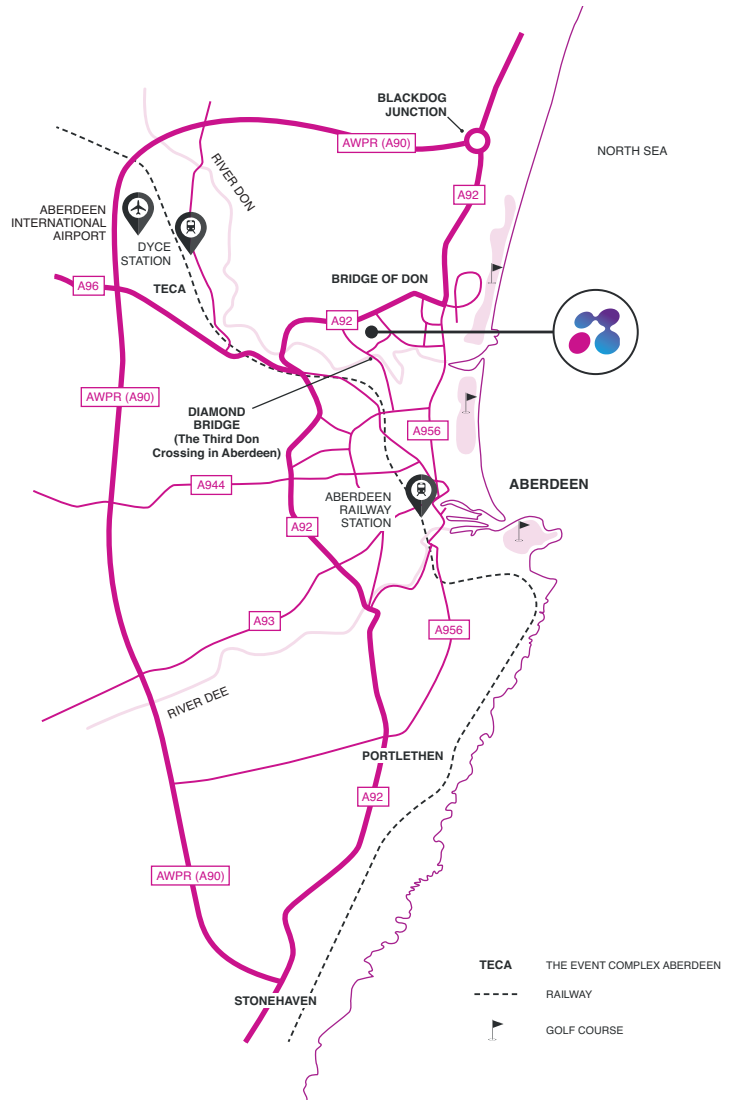 BLACKDOG
JUNCTION
AWPR (A90)
NORTH SEA
RIVER DON
A92
ABERDEEN
INTERNATIONAL
AIRPORT
DYCE
STATION
TECA
A96
BRIDGE OF DON
A92
AWPR (A90)
DIAMOND
BRIDGE
(The Third Don
Crossing in Aberdeen)
A956
A944
ABERDEEN
RAILWAY
STATION
ABERDEEN
A92
A93
A956
RIVER DEE
PORTLETHEN
A92
AWPR (A90)
STONEHAVEN
TECA THE EVENT COMPLEX ABERDEEN
RAILWAY
GOLF COURSE